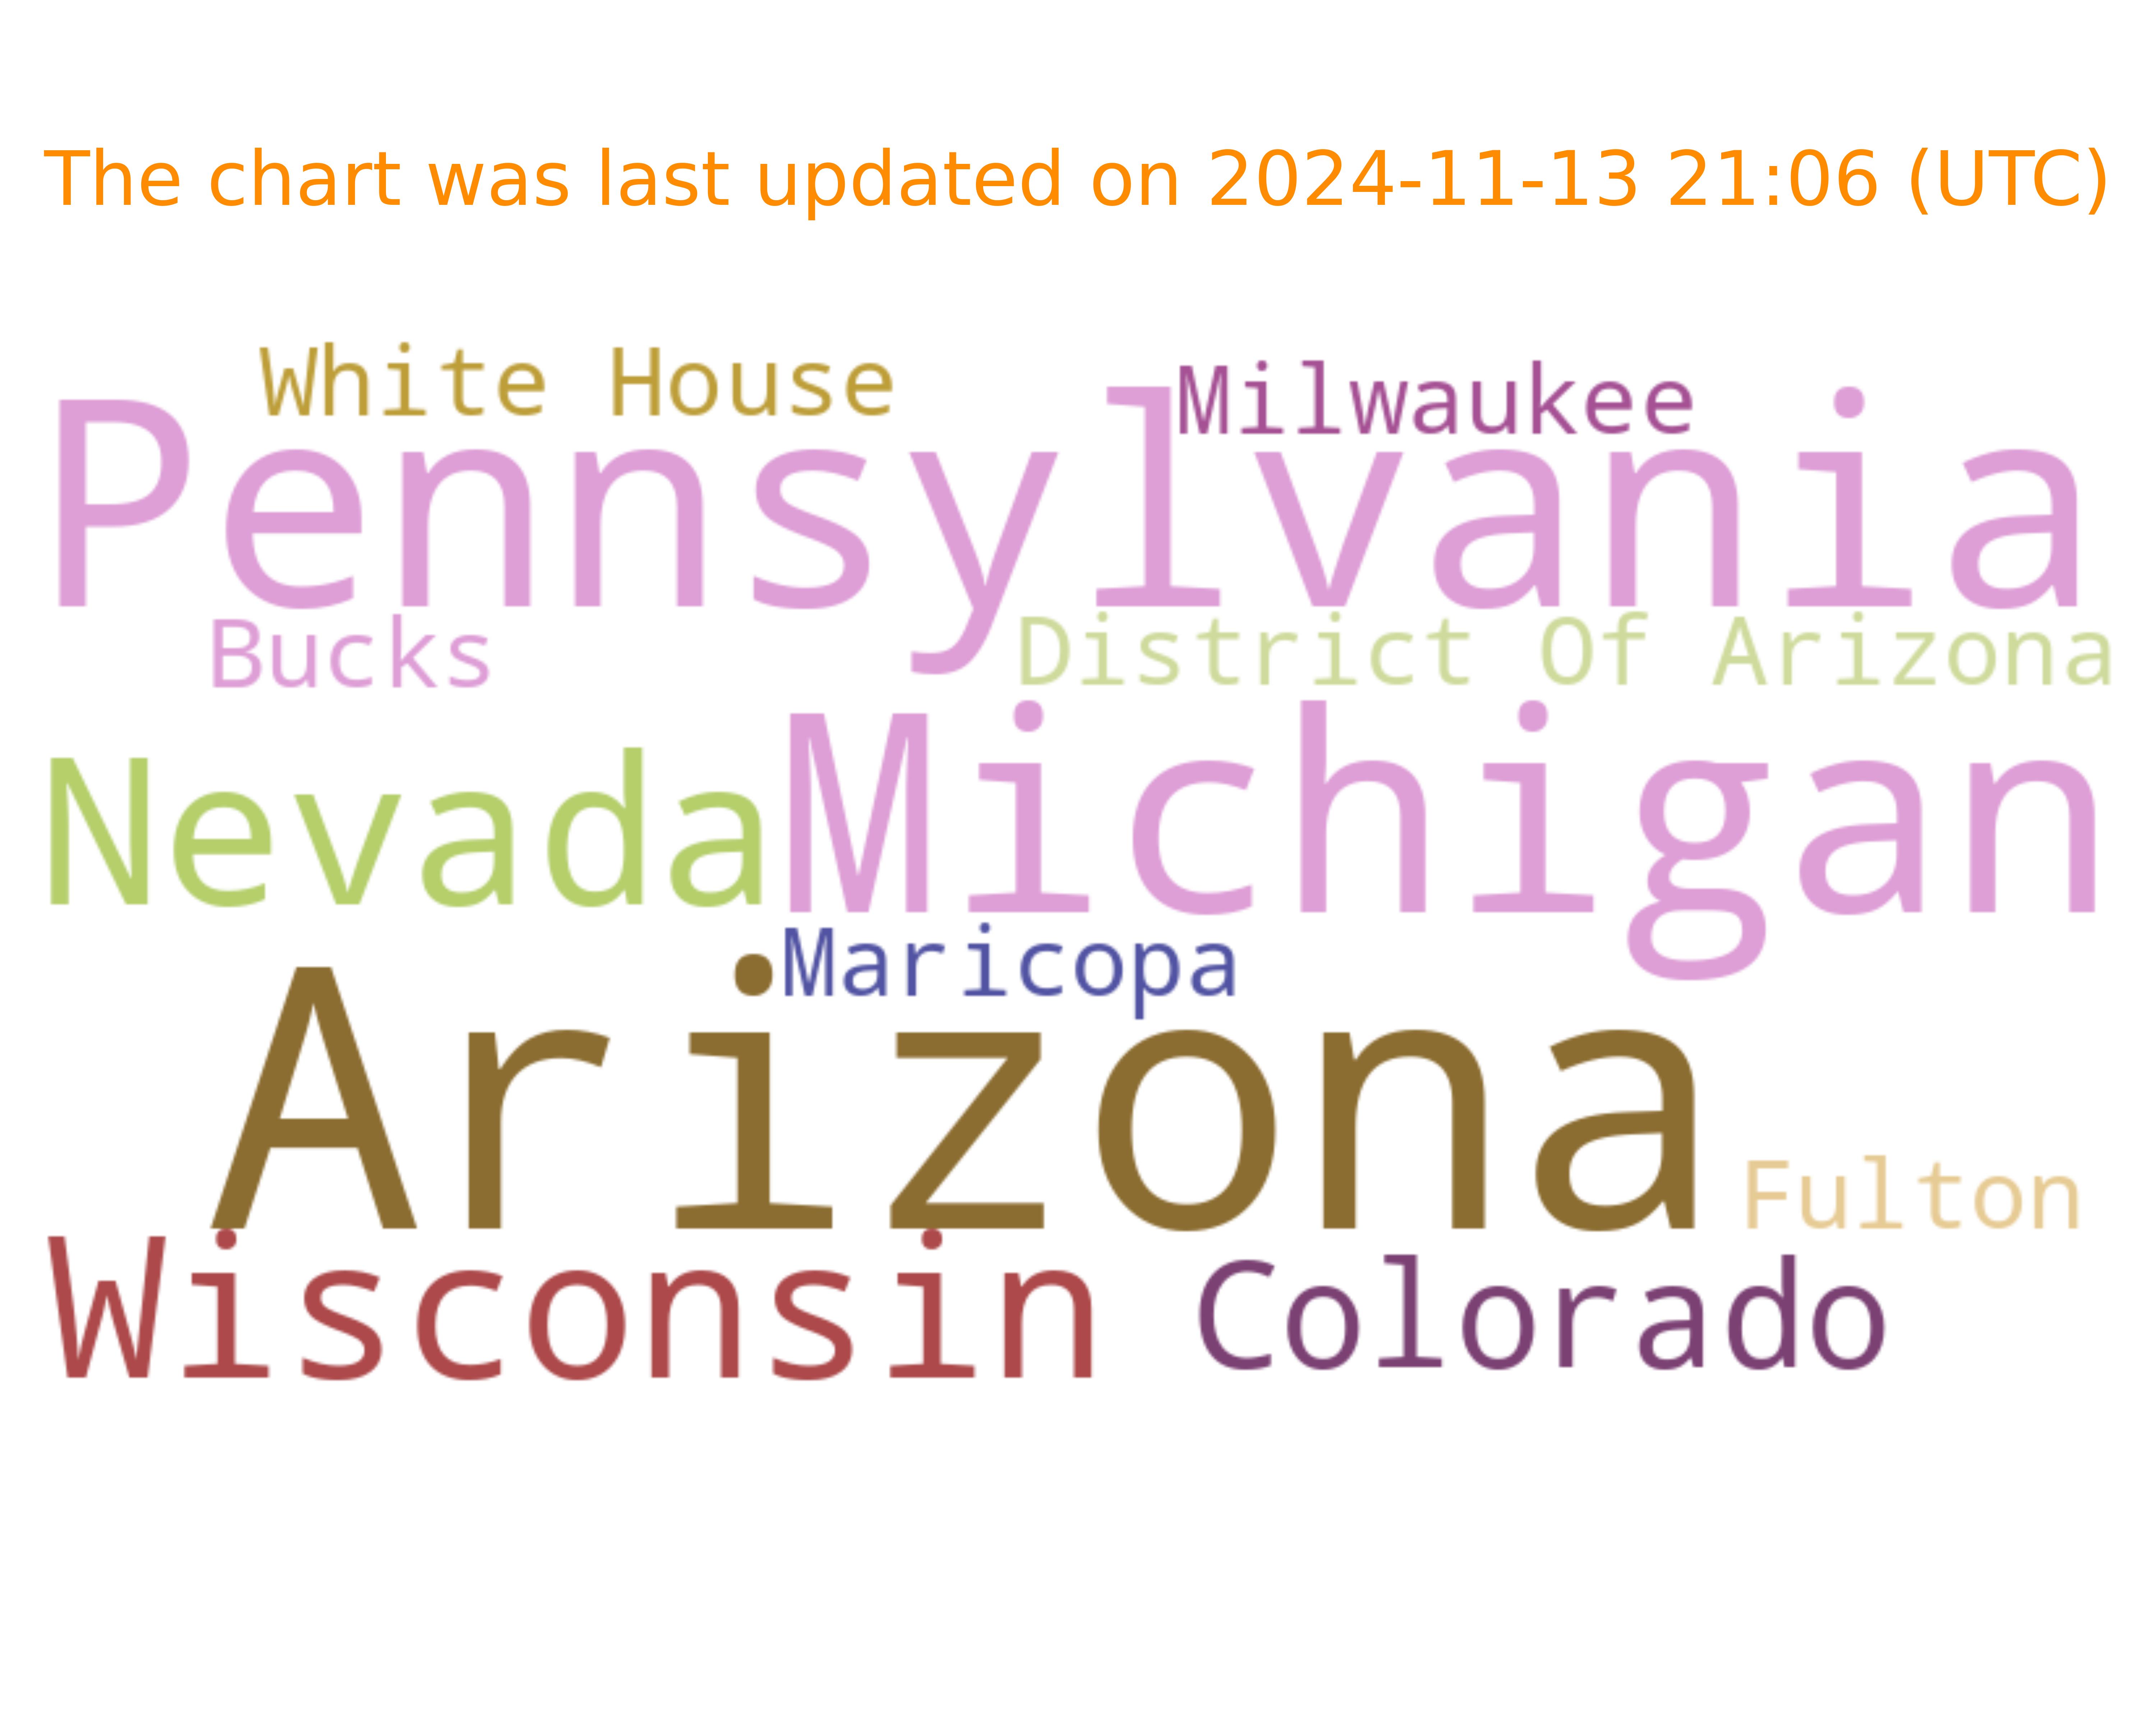 The chart was last updated on 2024-11-13 21:06 (UTC)
White House
Milwaukee
Pennsylvania
Bucks
District Of Arizona
Nevada
Michigan
Maricopa
Arizona
Fulton
Wisconsin
Colorado